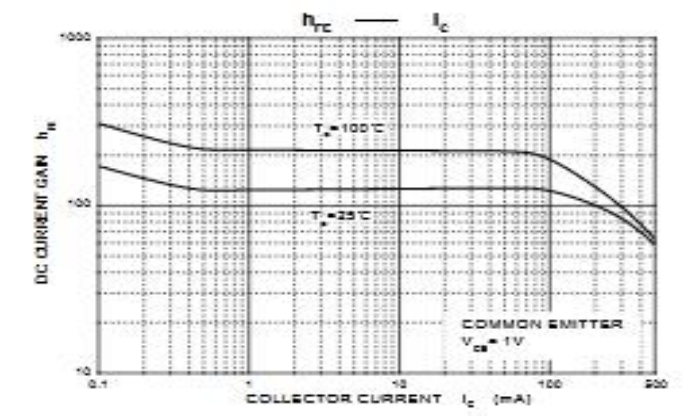 hFE — IC
1000
100
10
DC CURRENT GAIN hFE
Ta=100°C
Ta=25°C
COMMON EMITTER
VCE= 1V
0.1 1 10 100 500
COLLECTOR CURRENT IC (mA)